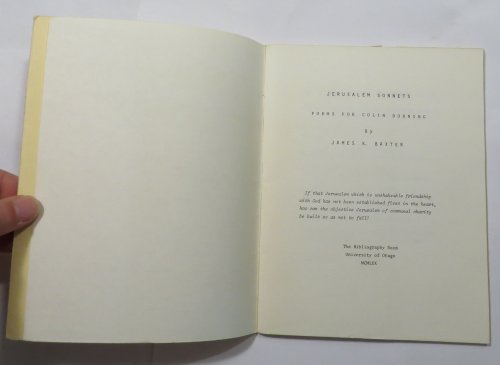 JERUSALEM SONNETS
POEMS FOR COLIN DURNING
by
JAMES K. BAXTER
If that Jerusalem which is unshakeable friendship
with God has not been established first in the heart,
how can the objective Jerusalem of communal charity
be built so as not to fall?
The Bibliography Room
University of Otago
MCMLXX